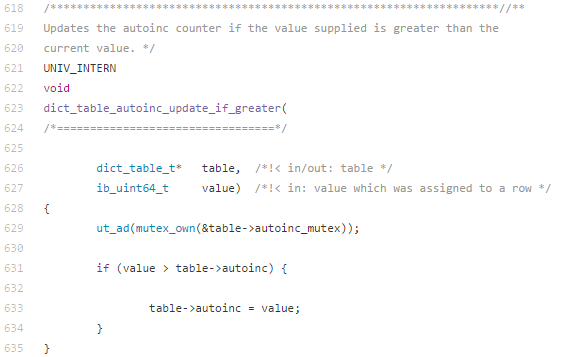 618 /********************************************************************//**
619 Updates the autoinc counter if the value supplied is greater than the
620 current value. */
621 UNIV_INTERN
622 void
623 dict_table_autoinc_update_if_greater(
624 /*=================================*/
625
626         dict_table_t*   table,  /*!< in/out: table */
627         ib_uint64_t     value)  /*!< in: value which was assigned to a row */
628 {
629         ut_ad(mutex_own(&table->autoinc_mutex));
630
631         if (value > table->autoinc) {
632
633                 table->autoinc = value;
634         }
635 }